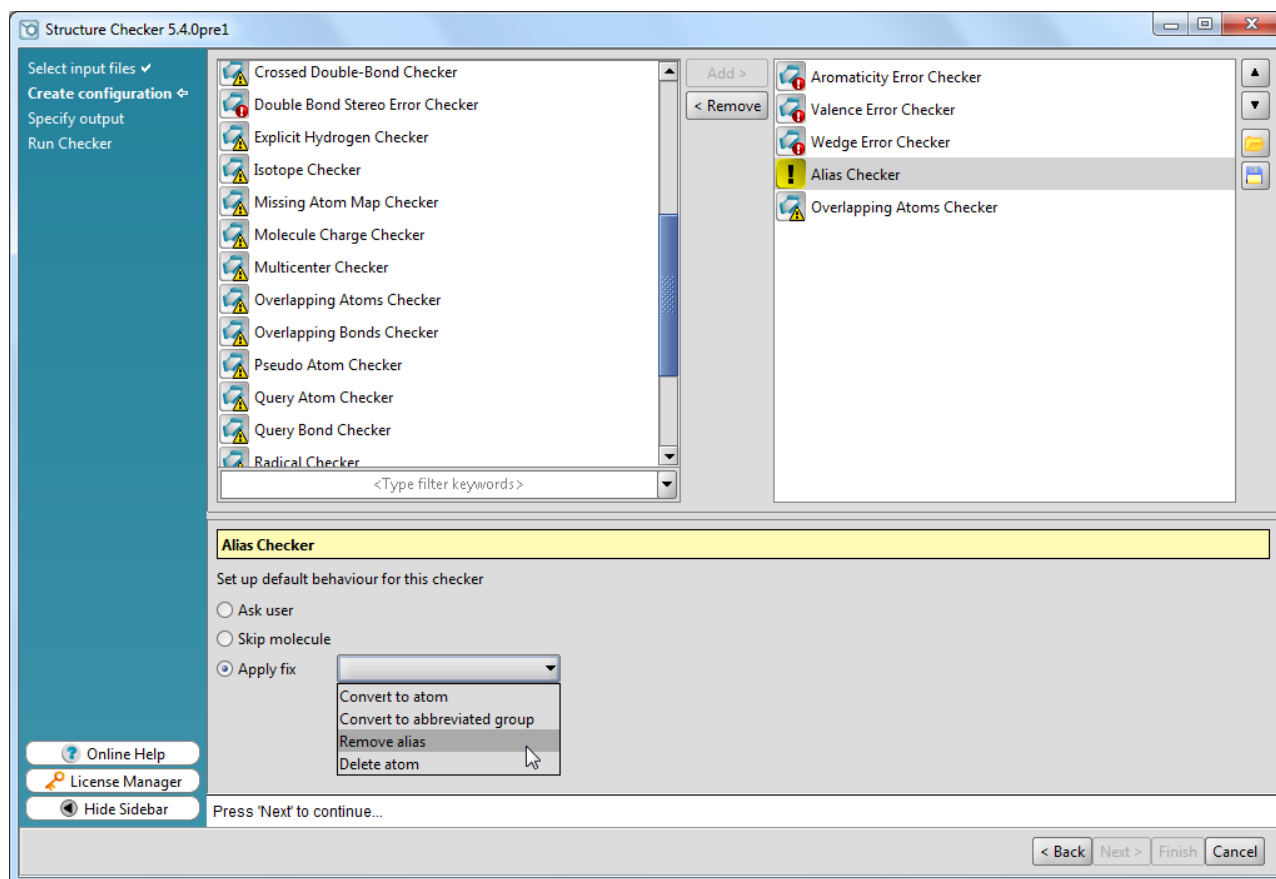 Structure Checker 5.4.0pre1
Select input files
Create configuration
Specify output
Run Checker
Crossed Double-Bond Checker
Double Bond Stereo Error Checker
Explicit Hydrogen Checker
Isotope Checker
Missing Atom Map Checker
Molecule Charge Checker
Multicenter Checker
Overlapping Atoms Checker
Overlapping Bonds Checker
Pseudo Atom Checker
Query Atom Checker
Query Bond Checker
Radical Checker
<Type filter keywords>
Add >
< Remove
Aromaticity Error Checker
Valence Error Checker
Wedge Error Checker
Alias Checker
Overlapping Atoms Checker
Alias Checker
Set up default behaviour for this checker
Ask user
Skip molecule
Apply fix
Convert to atom
Convert to abbreviated group
Remove alias
Delete atom
Online Help
License Manager
Hide Sidebar
Press 'Next' to continue...
< Back Next > Finish Cancel